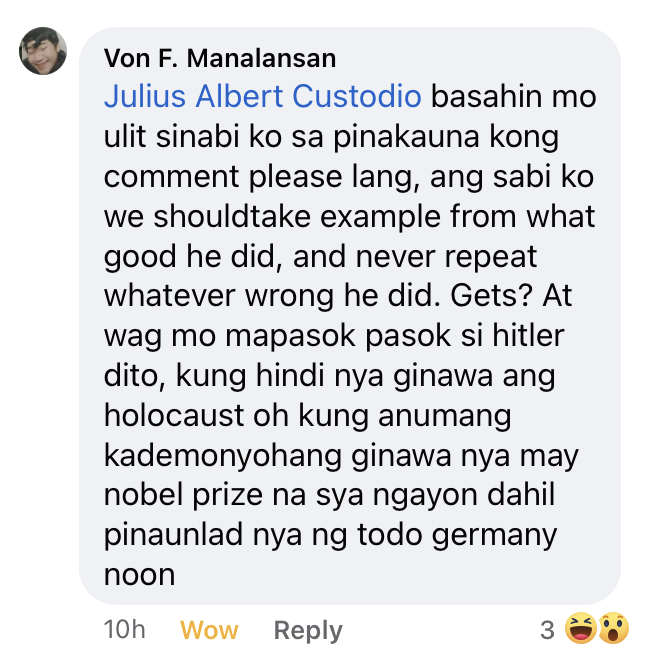 Von F. Manalansan
Julius Albert Custodio basahin mo
ulit sinabi ko sa pinakauna kong
comment please lang, ang sabi ko
we shouldtake example from what
good he did, and never repeat
whatever wrong he did. Gets? At
wag mo mapasok pasok si hitler
dito, kung hindi nya ginawa ang
holocaust oh kung anumang
kademonyohang ginawa nya may
nobel prize na sya ngayon dahil
pinaunlad nya ng todo germany
noon
10h Wow Reply 3